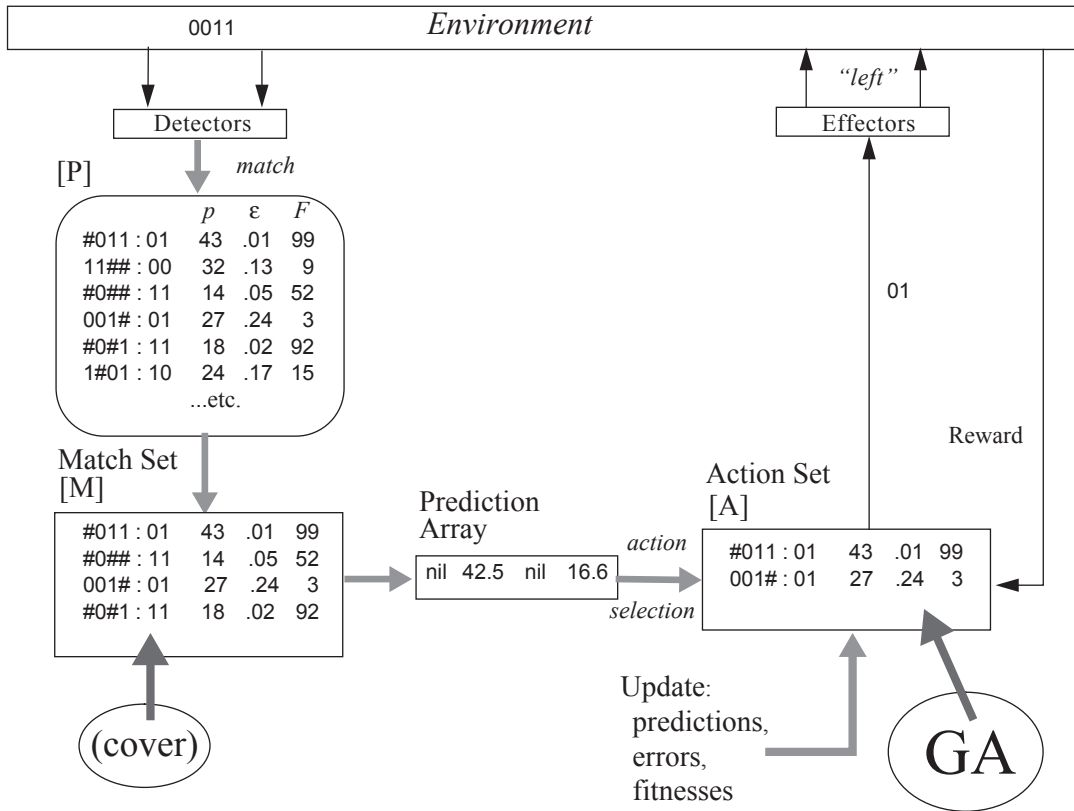 0011
Environment
“left”
Detectors
Effectors
match
[P]
p ε F
#011 : 01 43 .01 99
11## : 00 32 .13 9
#0## : 11 14 .05 52
001# : 01 27 .24 3
#0#1 : 11 18 .02 92
1#01 : 10 24 .17 15
...etc.
01
Reward
Match Set
[M]
#011 : 01 43 .01 99
#0## : 11 14 .05 52
001# : 01 27 .24 3
#0#1 : 11 18 .02 92
Prediction
Array
nil 42.5 nil 16.6
action
selection
Action Set
[A]
#011 : 01 43 .01 99
001# : 01 27 .24 3
(cover)
Update:
predictions,
errors,
fitnesses
GA